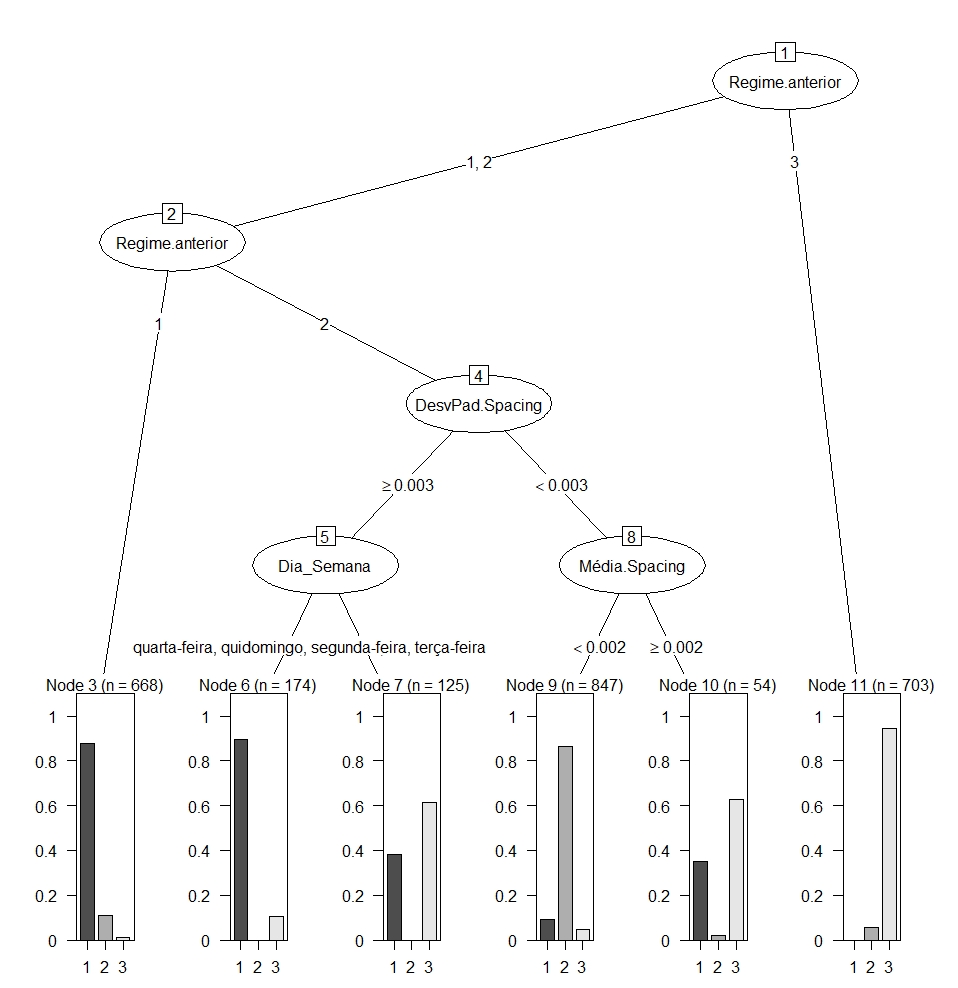 1
Regime.anterior
1, 2
3
2
Regime.anterior
1
2
4
DesvPad.Spacing
≥ 0.003
< 0.003
5
Dia_Semana
8
Média.Spacing
quarta-feira, quidomingo, segunda-feira, terça-feira
< 0.002
≥ 0.002
Node 3 (n = 668)
1
0.8
0.6
0.4
0.2
0
1 2 3
Node 6 (n = 174)
1
0.8
0.6
0.4
0.2
0
1 2 3
Node 7 (n = 125)
1
0.8
0.6
0.4
0.2
0
1 2 3
Node 9 (n = 847)
1
0.8
0.6
0.4
0.2
0
1 2 3
Node 10 (n = 54)
1
0.8
0.6
0.4
0.2
0
1 2 3
Node 11 (n = 703)
1
0.8
0.6
0.4
0.2
0
1 2 3